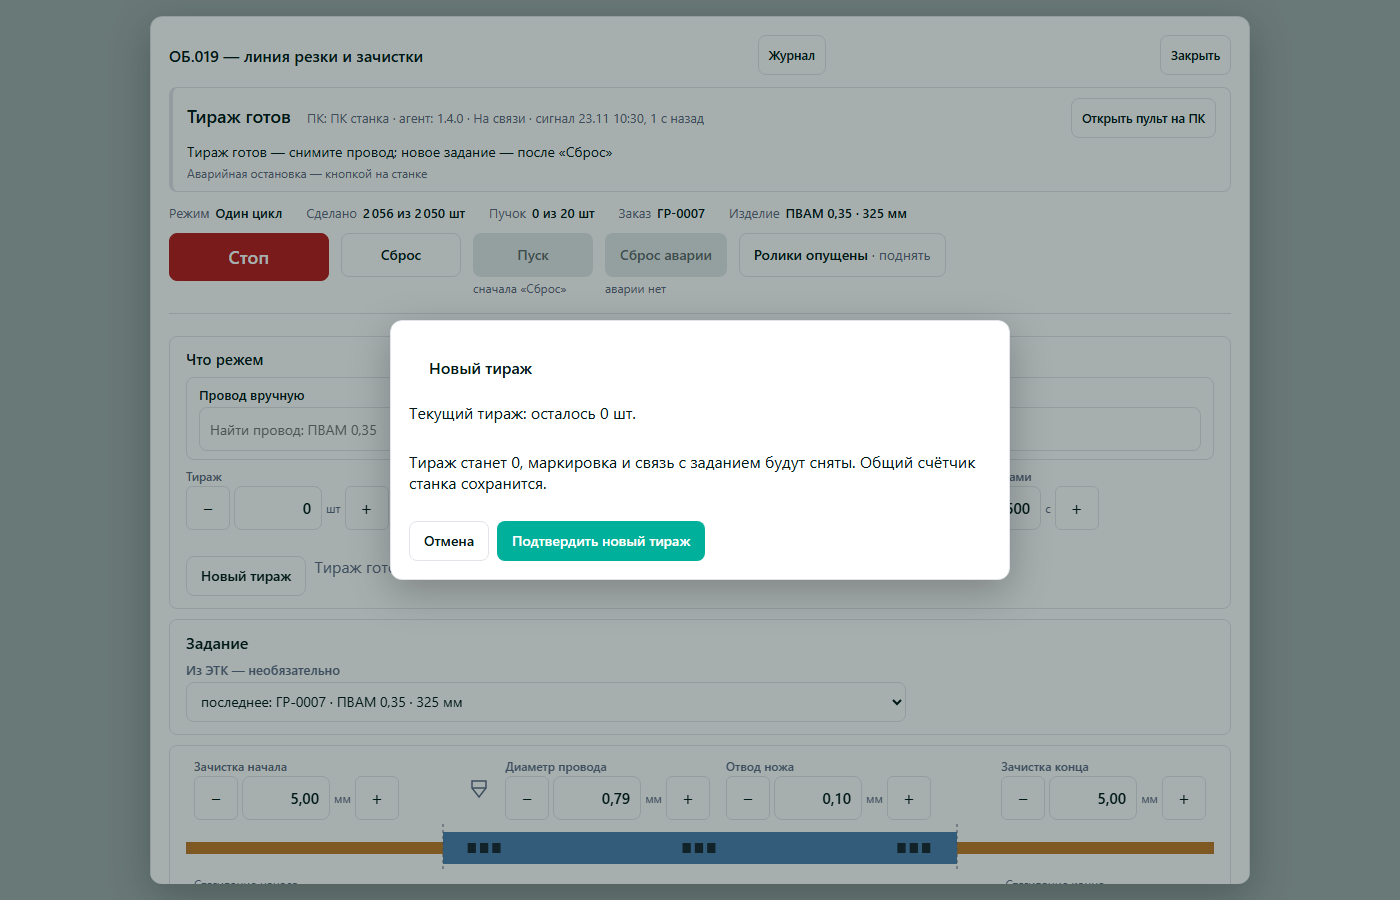 ОБ.019 — линия резки и зачистки
Журнал
Закрыть
Тираж готов
ПК: ПК станка · агент: 1.4.0 · На связи · сигнал 23.11 10:30, 1 с назад
Открыть пульт на ПК
Тираж готов — снимите провод; новое задание — после «Сброс»
Аварийная остановка — кнопкой на станке
Режим Один цикл Сделано 2 056 из 2 050 шт Пучок 0 из 20 шт Заказ ГР-0007 Изделие ПВАМ 0,35 · 325 мм
Стоп
Сброс
Пуск
Сброс аварии
Ролики опущены · поднять
сначала «Сброс»
аварии нет
Что режем
Провод вручную
Найти провод: ПВАМ 0,35
Тираж
− 0 шт +
с +
Новый тираж
Новый тираж
Текущий тираж: осталось 0 шт.
Тираж станет 0, маркировка и связь с заданием будут сняты. Общий счётчик
станка сохранится.
Отмена
Подтвердить новый тираж
Тираж
Задание
Из ЭТК — необязательно
последнее: ГР-0007 · ПВАМ 0,35 · 325 мм
Зачистка начала
Диаметр провода
Отвод ножа
Зачистка конца
− 5,00 мм +
− 0,79 мм +
− 0,10 мм +
− 5,00 мм +